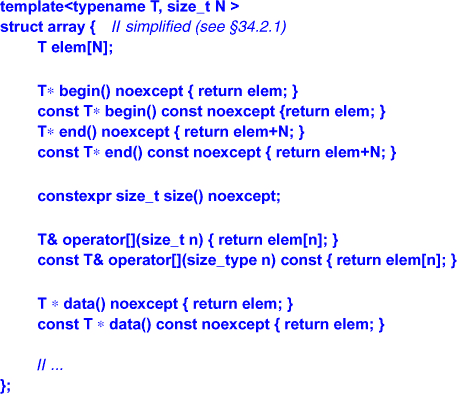 template<typename T, size_t N >
struct array { // simplified (see §34.2.1)
T elem[N];
T∗ begin() noexcept { return elem; }
const T∗ begin() const noexcept {return elem; }
T∗ end() noexcept { return elem+N; }
const T∗ end() const noexcept { return elem+N; }
constexpr size_t size() noexcept;
T& operator[](size_t n) { return elem[n]; }
const T& operator[](size_type n) const { return elem[n]; }
T ∗ data() noexcept { return elem; }
const T ∗ data() const noexcept { return elem; }
// ...
};